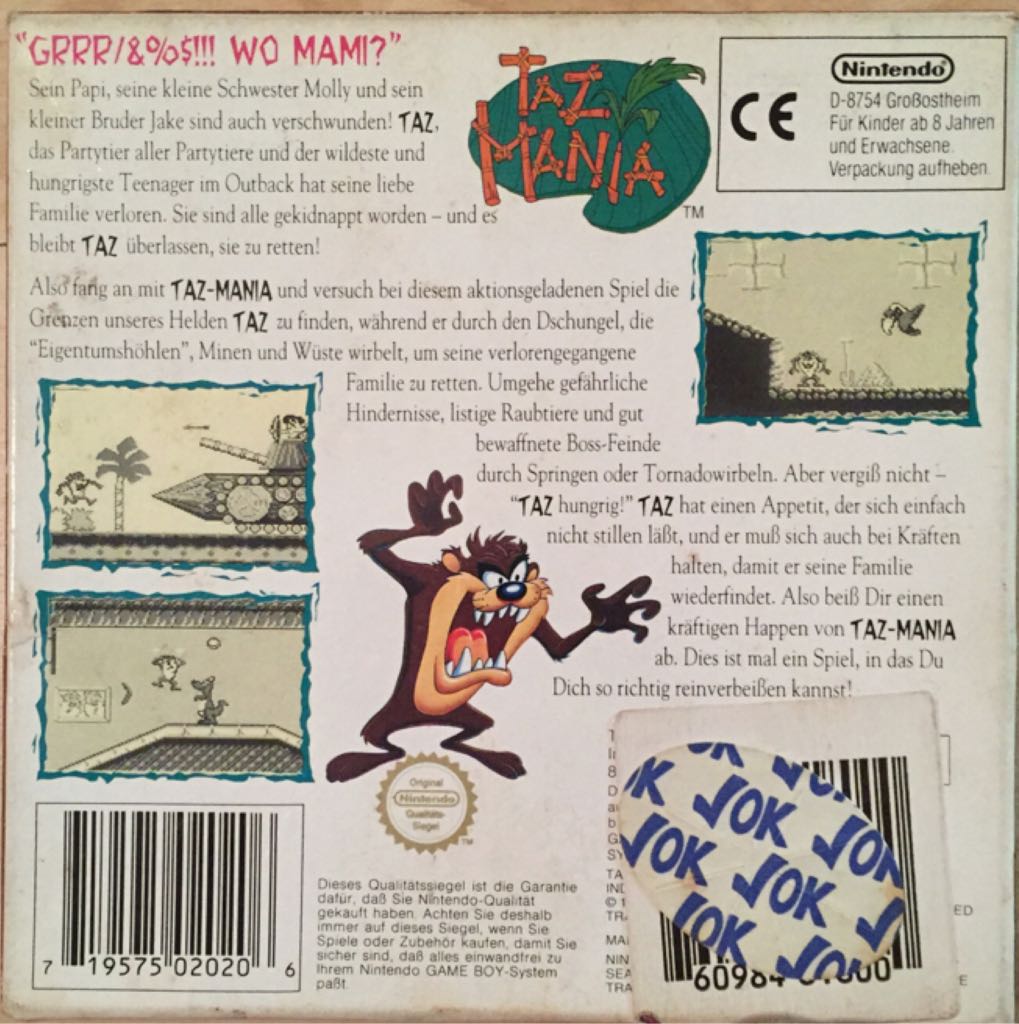 "GRRR/&%$!!! WO MAMI?"
Sein Papi, seine kleine Schwester Molly und sein
kleiner Bruder Jake sind auch verschwunden! TAZ,
das Partytier aller Partytiere und der wildeste und
hungrigste Teenager im Outback hat seine liebe
Familie verloren. Sie sind alle gekidnappt worden – und es
bleibt TAZ überlassen, sie zu retten!
TAZ
MANIA
TM
CE
Nintendo
D-8754 Großostheim
Für Kinder ab 8 Jahren
und Erwachsene.
Verpackung aufheben.
Also fang an mit TAZ-MANIA und versuch bei diesem aktionsgeladenen Spiel die
Grenzen unseres Helden TAZ zu finden, während er durch den Dschungel, die
"Eigentumshöhlen", Minen und Wüste wirbelt, um seine verlorengegangene
Familie zu retten. Umgehe gefährliche
Hindernisse, listige Raubtiere und gut
bewaffnete Boss-Feinde
durch Springen oder Tornadowirbeln. Aber vergiß nicht –
"TAZ hungrig!" TAZ hat einen Appetit, der sich einfach
nicht stillen läßt, und er muß sich auch bei Kräften
halten, damit er seine Familie
wiederfindet. Also beiß Dir einen
kräftigen Happen von TAZ-MANIA
ab. Dies ist mal ein Spiel, in das Du
Dich so richtig reinverbeißen kannst!
Original
Nintendo
Qualitäts-
Siegel
TM
Dieses Qualitätssiegel ist die Garantie
dafür, daß Sie Nintendo-Qualität
gekauft haben. Achten Sie deshalb
immer auf dieses Siegel, wenn Sie
Spiele oder Zubehör kaufen, damit Sie
sicher sind, daß alles einwandfrei zu
Ihrem Nintendo GAME BOY-System
paßt.
7 19575 02020 6
OK
OK OK OK
OK OK
OK OK
60984